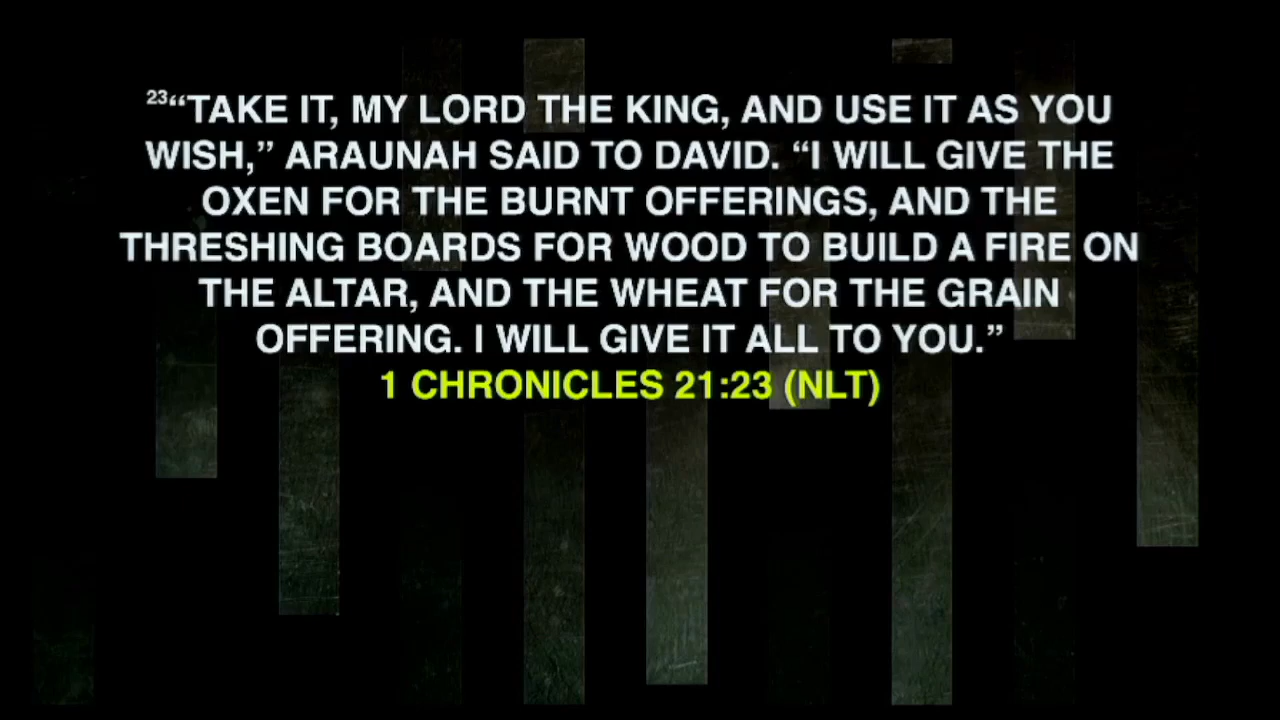 23“TAKE IT, MY LORD THE KING, AND USE IT AS YOU
WISH,” ARAUNAH SAID TO DAVID. “I WILL GIVE THE
OXEN FOR THE BURNT OFFERINGS, AND THE
THRESHING BOARDS FOR WOOD TO BUILD A FIRE ON
THE ALTAR, AND THE WHEAT FOR THE GRAIN
OFFERING. I WILL GIVE IT ALL TO YOU.”
1 CHRONICLES 21:23 (NLT)